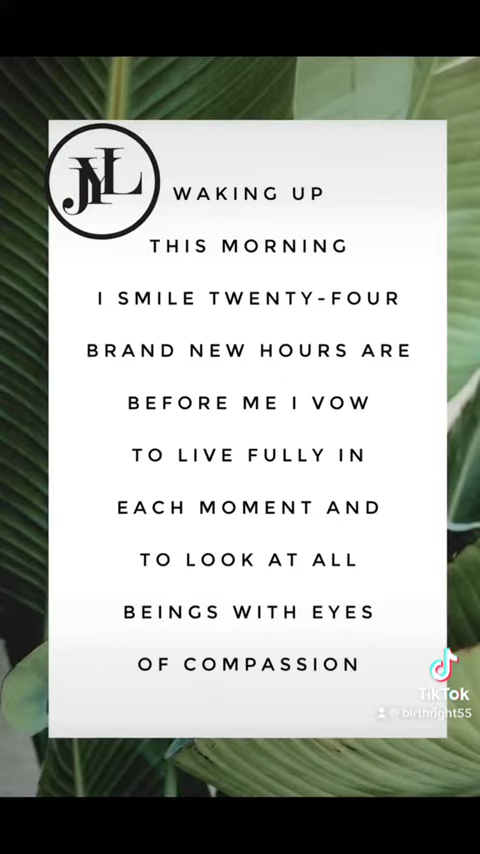 JYL
WAKING UP
THIS MORNING
I SMILE TWENTY-FOUR
BRAND NEW HOURS ARE
BEFORE ME I VOW
TO LIVE FULLY IN
EACH MOMENT AND
TO LOOK AT ALL
BEINGS WITH EYES
OF COMPASSION
TikTok
@birthright55